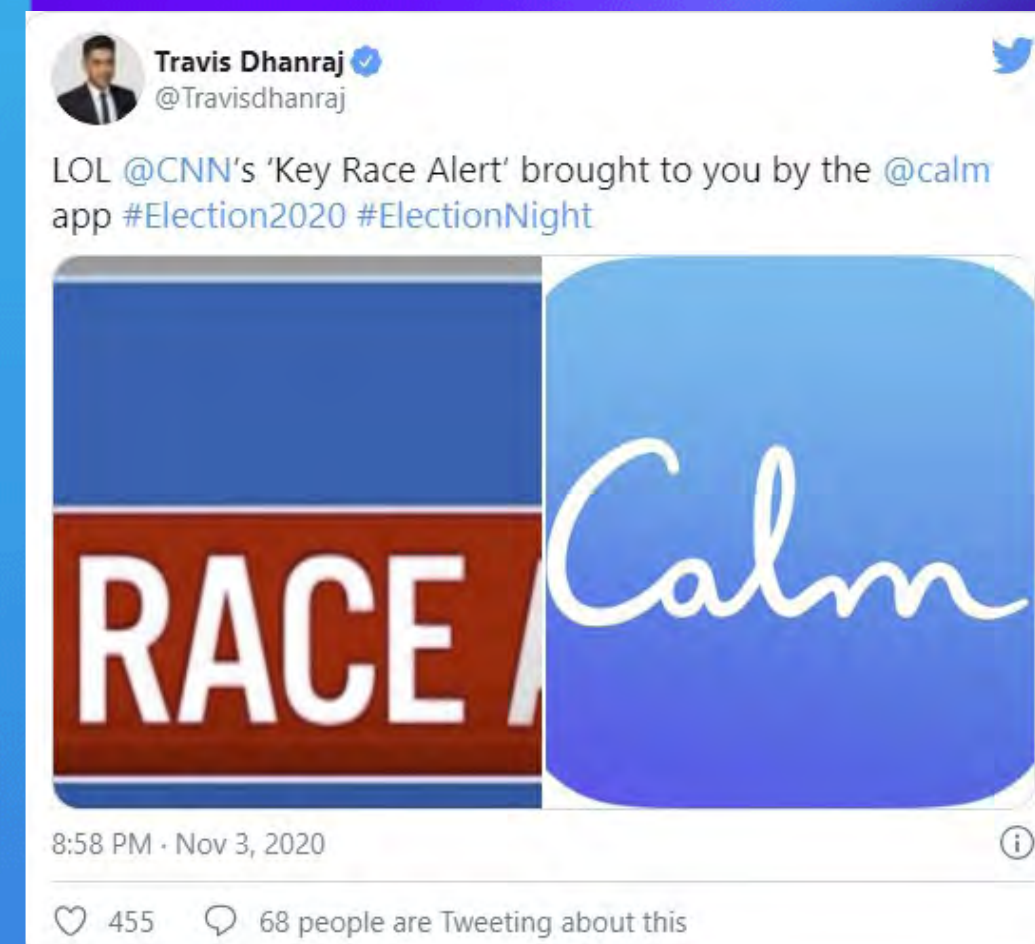 Travis Dhanraj
@Travisdhanraj
LOL @CNN's 'Key Race Alert' brought to you by the @calm
app #Election2020 #ElectionNight
RACE
Calm
8:58 PM · Nov 3, 2020
455 68 people are Tweeting about this